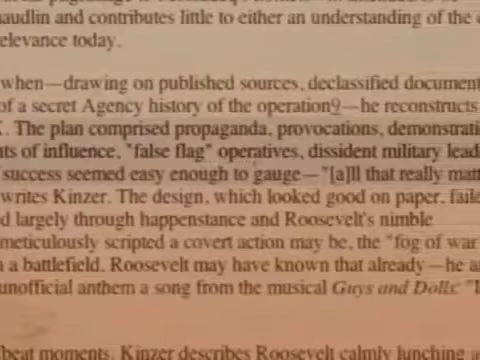 audlin and contributes little to either an understanding of the
elevance today.
when—drawing on published sources, declassified document
of a secret Agency history of the operation9—he reconstructs
. The plan comprised propaganda, provocations, demonstrati
ts of influence, "false flag" operatives, dissident military lead
success seemed easy enough to gauge—"[a]ll that really matt
writes Kinzer. The design, which looked good on paper, faile
d largely through happenstance and Roosevelt's nimble
meticulously scripted a covert action may be, the "fog of war
a battlefield. Roosevelt may have known that already—he a
unofficial anthem a song from the musical Guys and Dolls: "L
beat moments, Kinzer describes Roosevelt calmly lunching